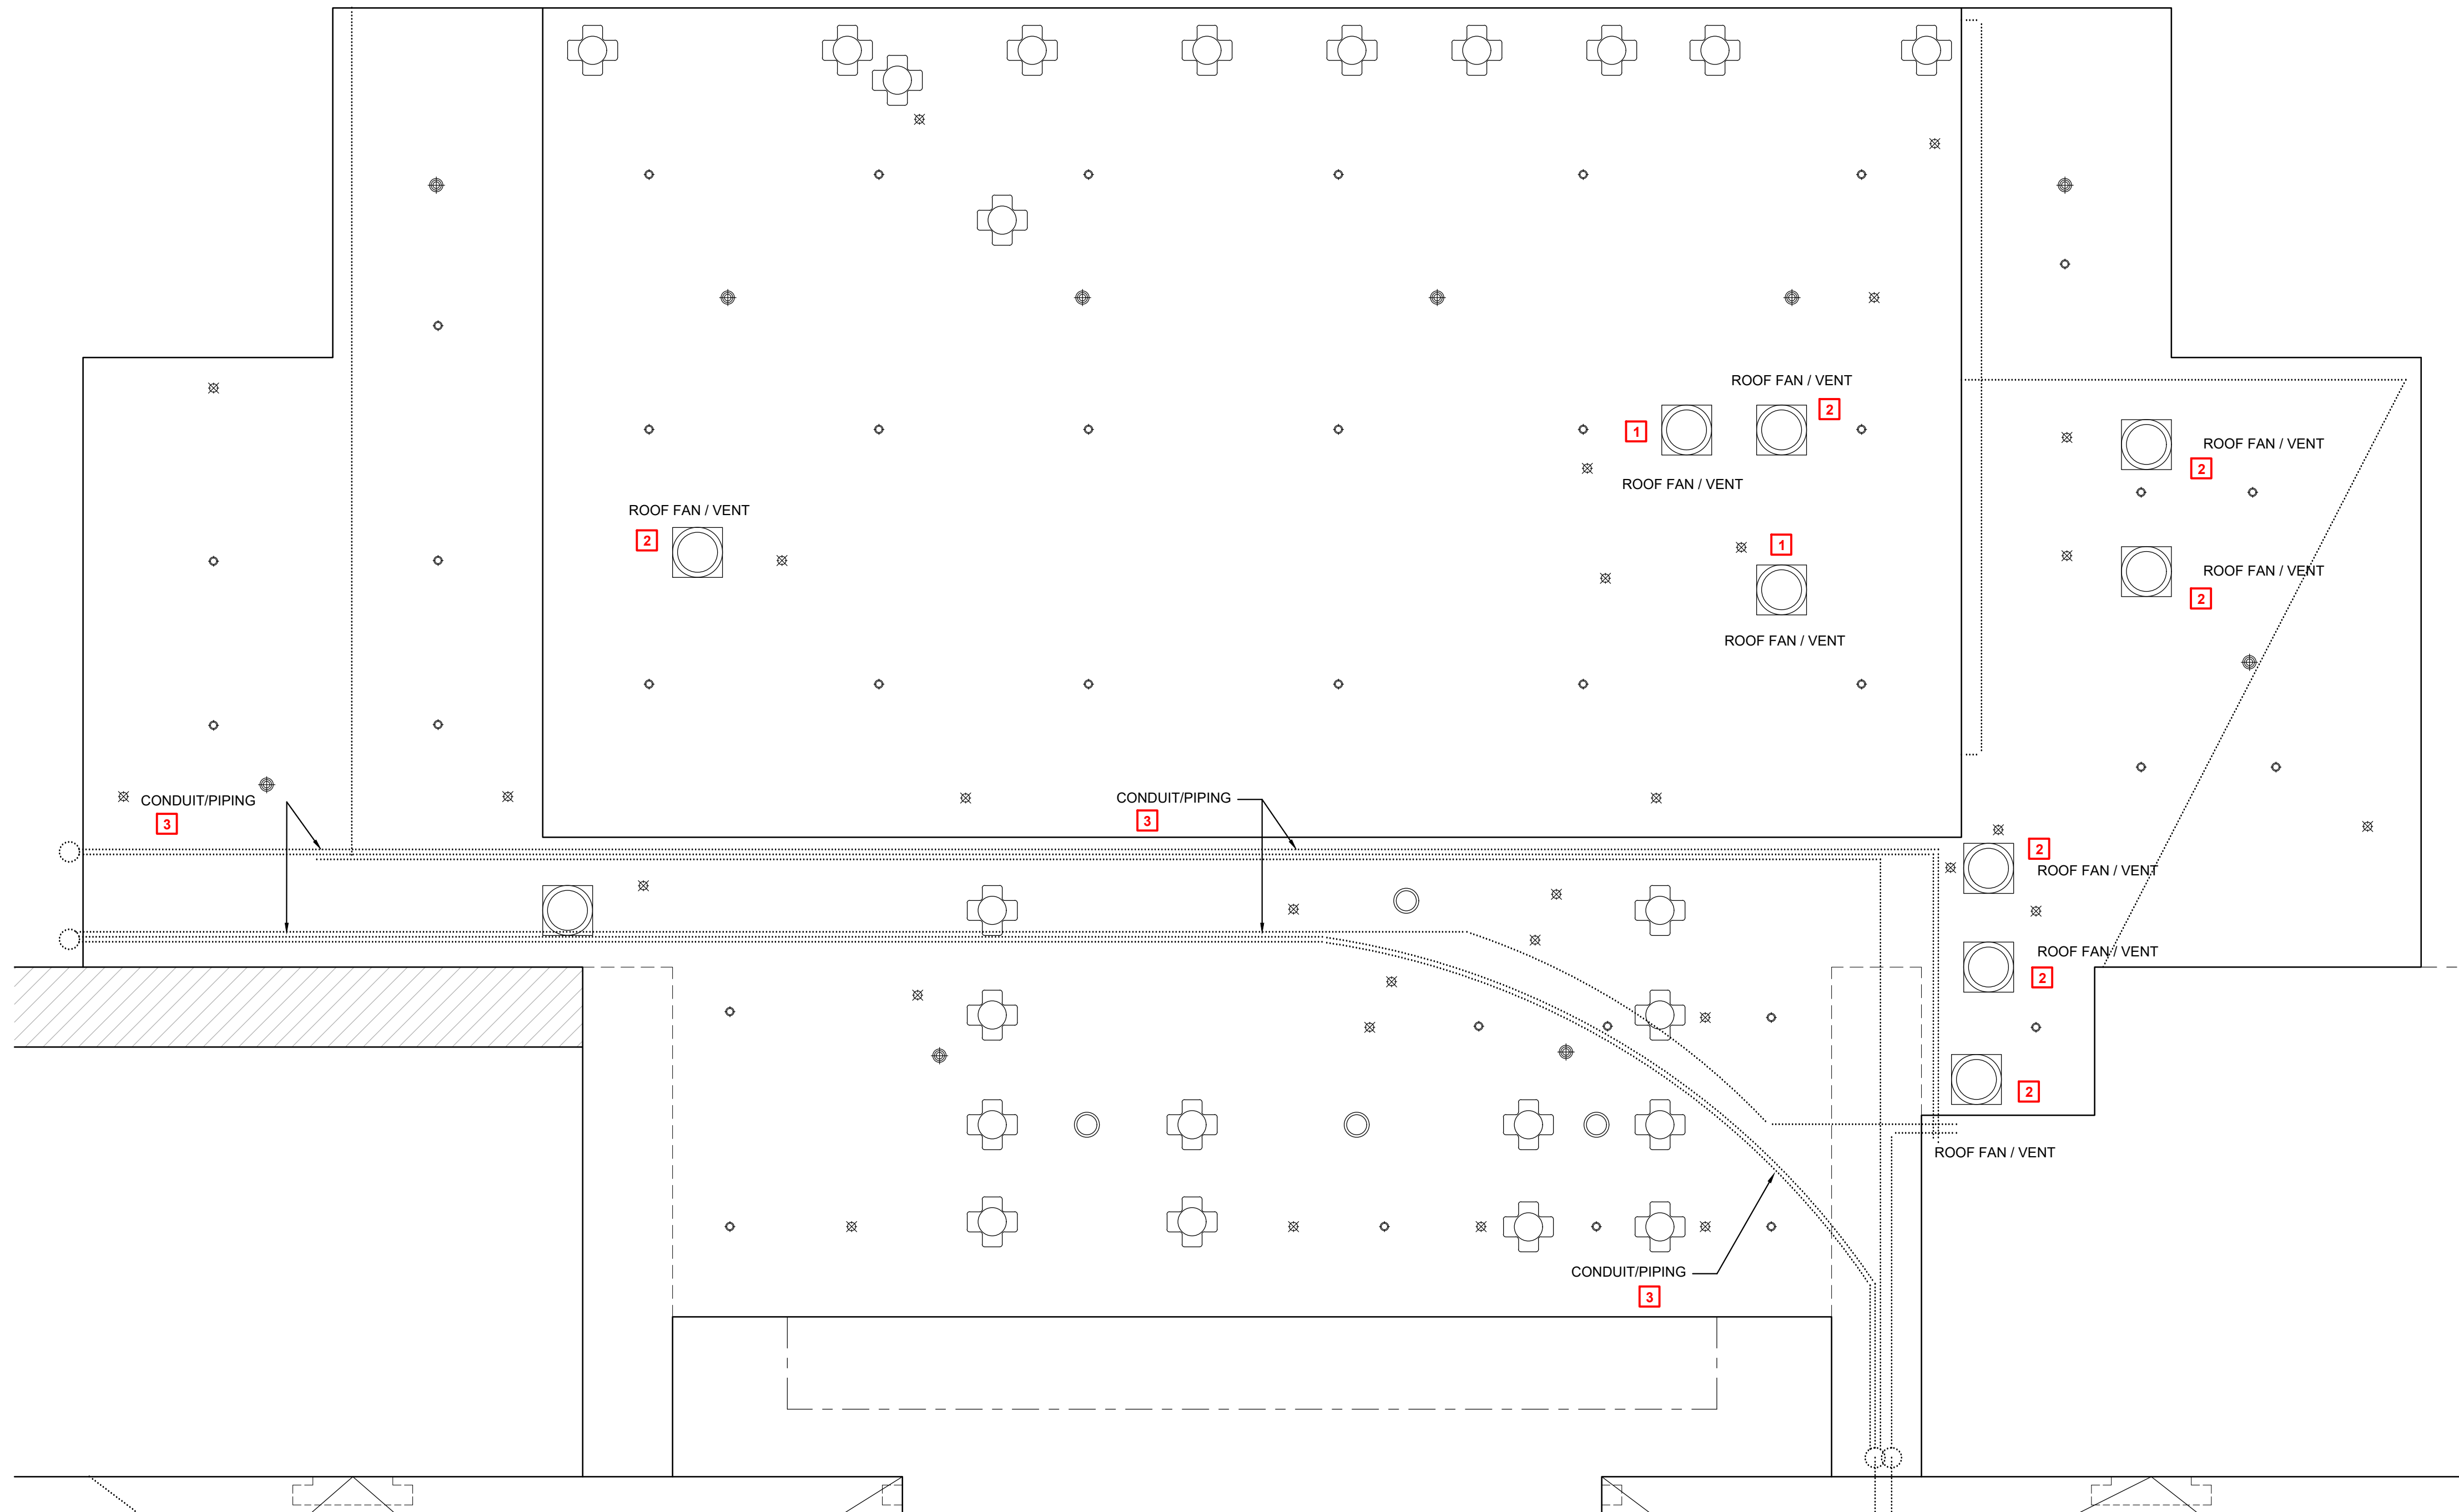 ROOF FAN / VENT
2
1
ROOF FAN / VENT
2
ROOF FAN / VENT
ROOF FAN / VENT
2
1
ROOF FAN / VENT
2
ROOF FAN / VENT
ROOF FAN / VENT
CONDUIT/PIPING
3
CONDUIT/PIPING
3
2
ROOF FAN / VENT
ROOF FAN / VENT
2
2
ROOF FAN / VENT
CONDUIT/PIPING
3